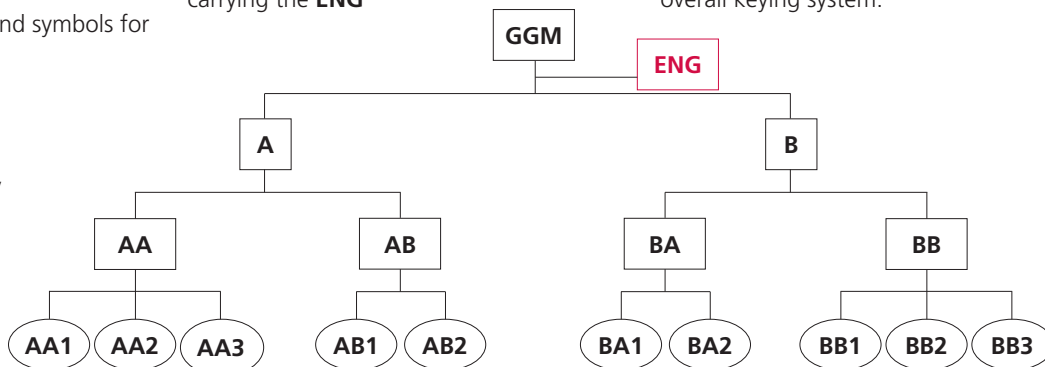 carrying the ENG
overall keying system.
and symbols for
GGM
ENG
A
B
AA
AB
BA
BB
AA1
AA2
AA3
AB1
AB2
BA1
BA2
BB1
BB2
BB3